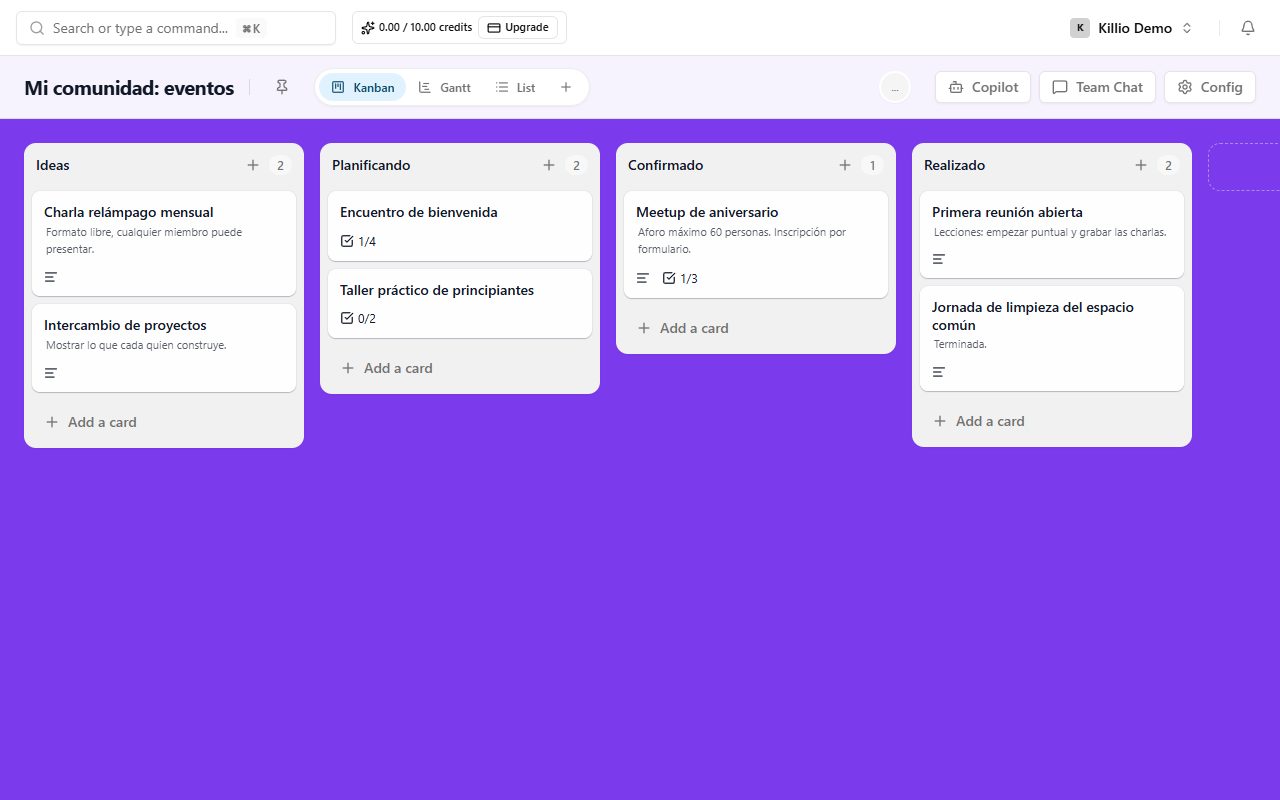 Search or type a command... ⌘K
0.00 / 10.00 credits
Upgrade
K
Killio Demo
Mi comunidad: eventos
Kanban
Gantt
List
...
Copilot
Team Chat
Config
Ideas
2
Charla relámpago mensual
Formato libre, cualquier miembro puede
presentar.
Intercambio de proyectos
Mostrar lo que cada quien construye.
Add a card
Planificando
2
Encuentro de bienvenida
1/4
Taller práctico de principiantes
0/2
Add a card
Confirmado
1
Meetup de aniversario
Aforo máximo 60 personas. Inscripción por
formulario.
1/3
Add a card
Realizado
2
Primera reunión abierta
Lecciones: empezar puntual y grabar las charlas.
Jornada de limpieza del espacio
común
Terminada.
Add a card